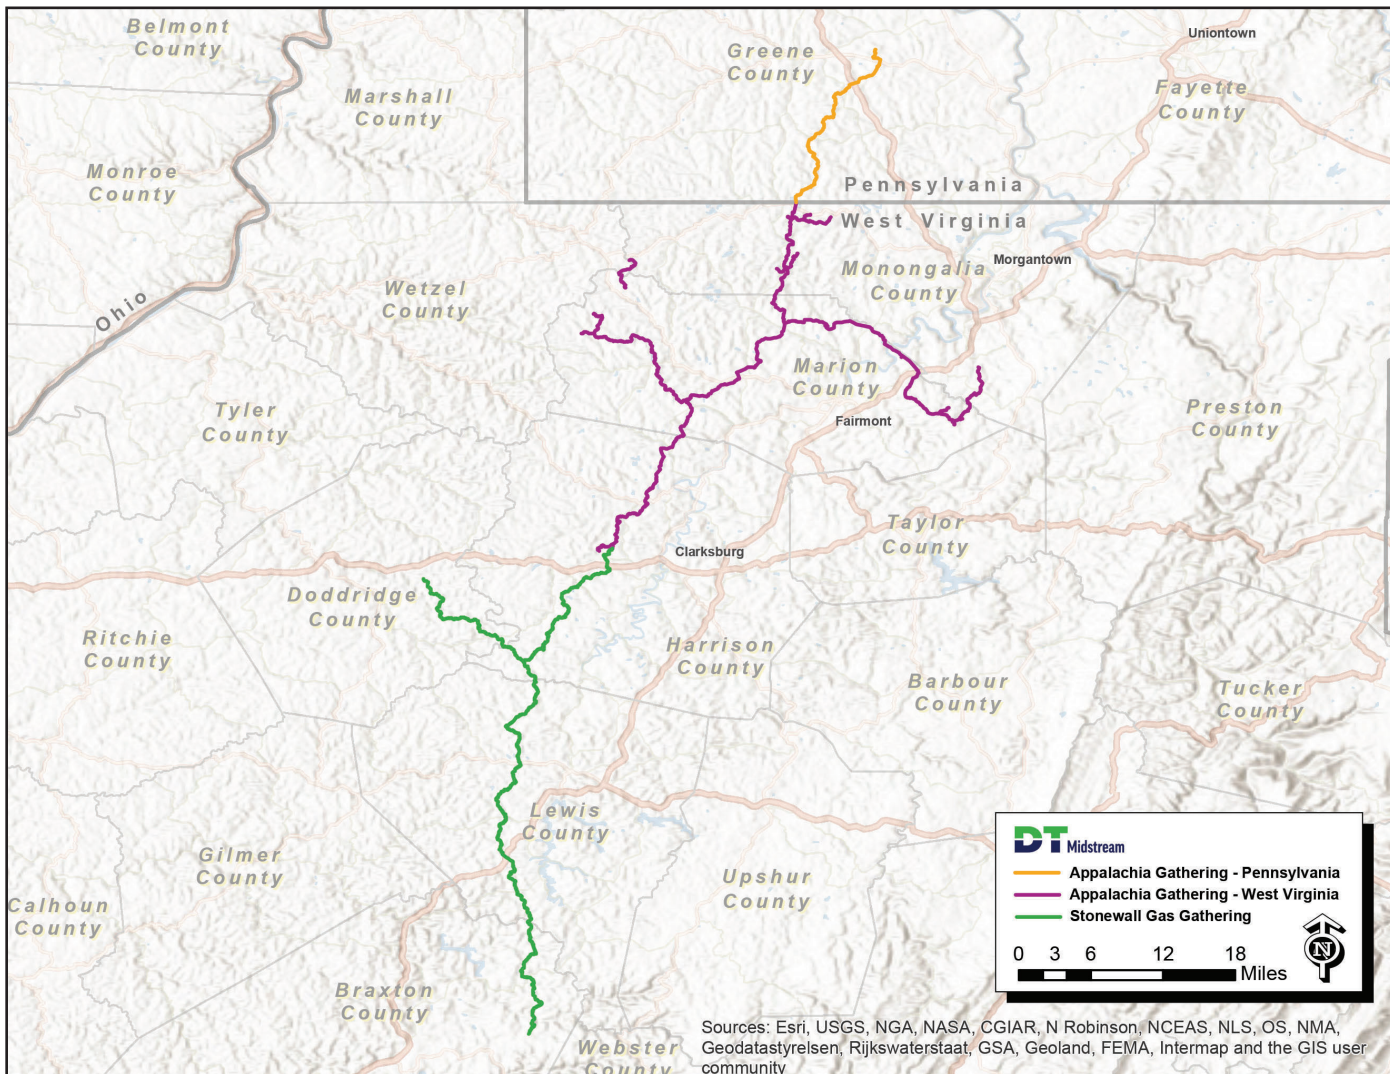 Belmont
County
Greene
County
Uniontown
Fayette
County
Marshall
County
Monroe
County
Pennsylvania
West Virginia
Morgantown
Monongalia
County
Wetzel
County
Ohio
Marion
County
Tyler
County
Fairmont
Preston
County
Taylor
County
Clarksburg
Doddridge
County
Ritchie
County
Harrison
County
Barbour
County
Tucker
County
Lewis
County
Gilmer
County
Upshur
County
Calhoun
County
Braxton
County
Webster
County
DT Midstream
Appalachia Gathering - Pennsylvania
Appalachia Gathering - West Virginia
Stonewall Gas Gathering
0 3 6 12 18
Miles
N
Sources: Esri, USGS, NGA, NASA, CGIAR, N Robinson, NCEAS, NLS, OS, NMA,
Geodatastyrelsen, Rijkswaterstaat, GSA, Geoland, FEMA, Intermap and the GIS user
community